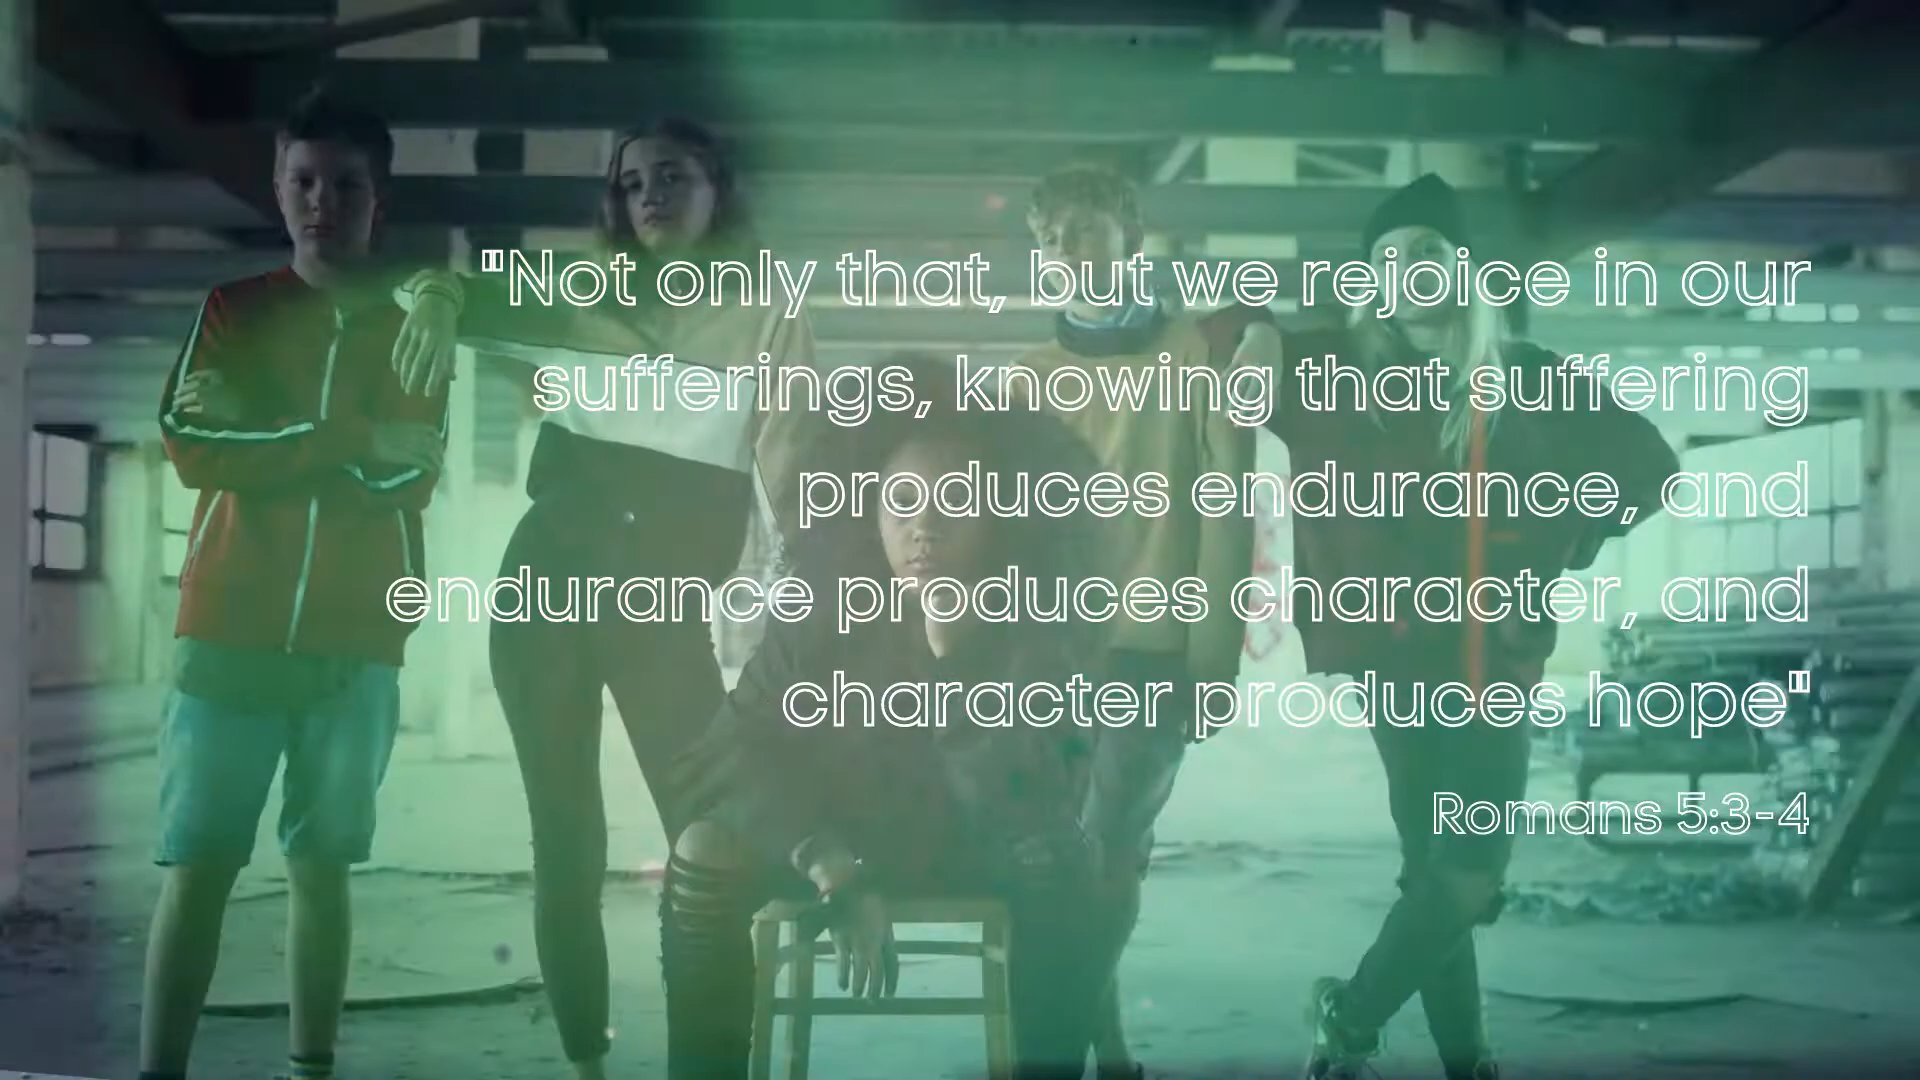 "Not only that, but we rejoice in our
sufferings, knowing that suffering
produces endurance, and
endurance produces character, and
character produces hope"
Romans 5:3-4